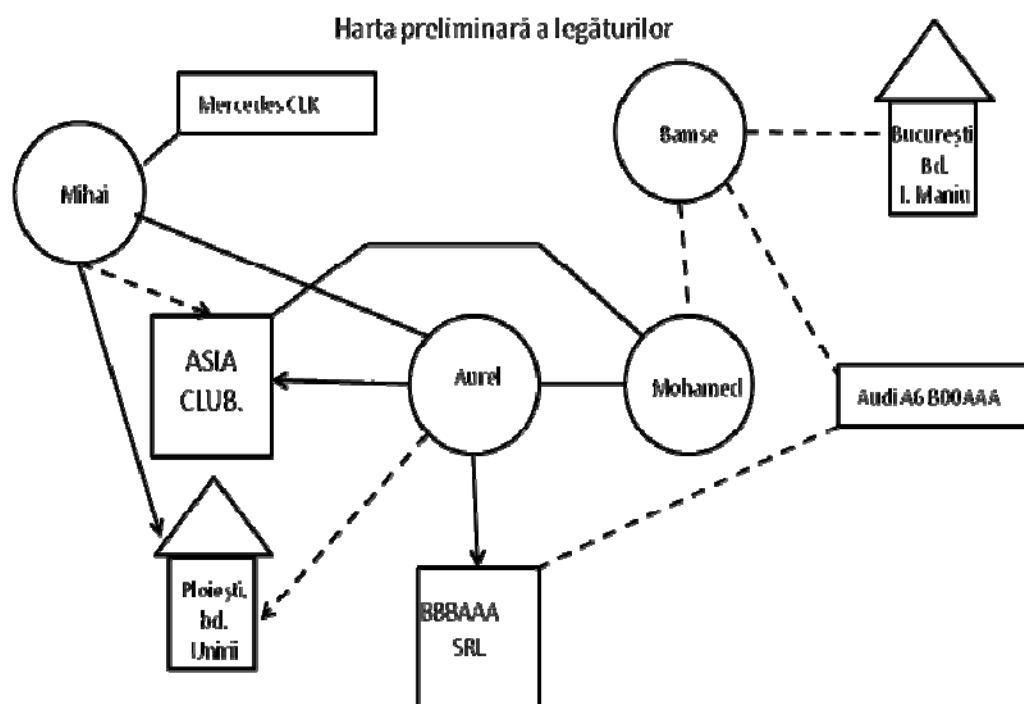 Harta preliminară a legăturilor
Mercedes CLK
Mihai
Bamse
București
Bd.
I. Maniu
ASIA
CLUB.
Aurel
Mohamed
Audi A6 B00AAA
Ploiești,
bd.
Unirii
BBBAAA
SRL